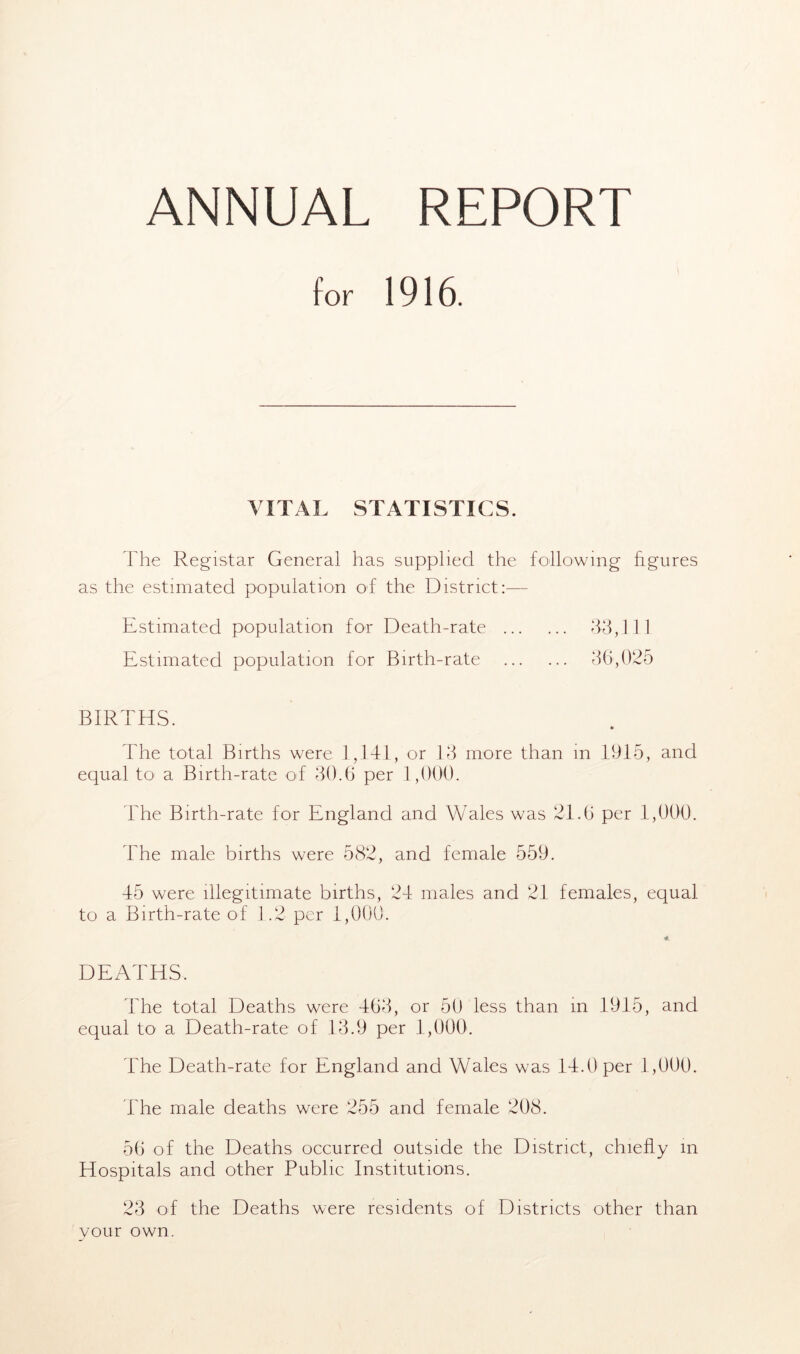 ANNUAL REPORT
for 1916.
VITAL STATISTICS.
The Registar General has supplied the following figures
as the estimated population of the District:—
Estimated population for Death-rate ... ... 33,111
Estimated population for Birth-rate ... ... 36,025
BIRTHS.
The total Births were 1,141, or 13 more than in 1915, and
equal to a Birth-rate of 30.6 per 1,000.
The Birth-rate for England and Wales was 21.6 per 1,000.
The male births were 582, and female 559.
45 were illegitimate births, 24 males and 21 females, equal
to a Birth-rate of 1.2 per 1,000.
DEATHS.
The total Deaths were 463, or 50 less than in 1915, and
equal to a Death-rate of 13.9 per 1,000.
The Death-rate for England and Wales was 14.0 per 1,000.
The male deaths were 255 and female 208.
56 of the Deaths occurred outside the District, chiefly in
Hospitals and other Public Institutions.
23 of the Deaths were residents of Districts other than
your own.